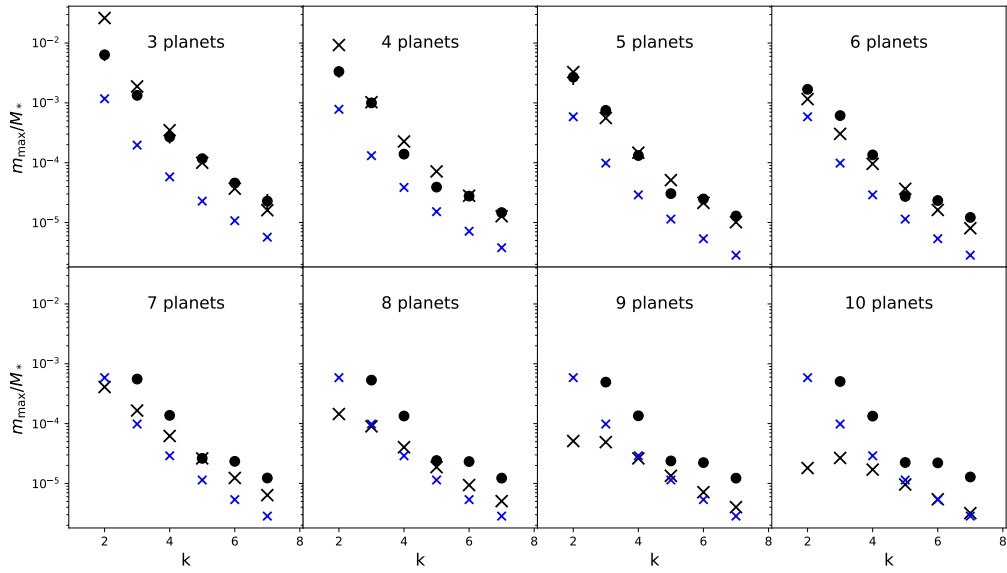 3 planets
4 planets
5 planets
6 planets
10⁻²
10⁻³
10⁻⁴
10⁻⁵
m_max/M_*
7 planets
8 planets
9 planets
10 planets
10⁻²
10⁻³
10⁻⁴
10⁻⁵
m_max/M_*
2 4 6 8 2 4 6 8 2 4 6 8 2 4 6 8
k k k k